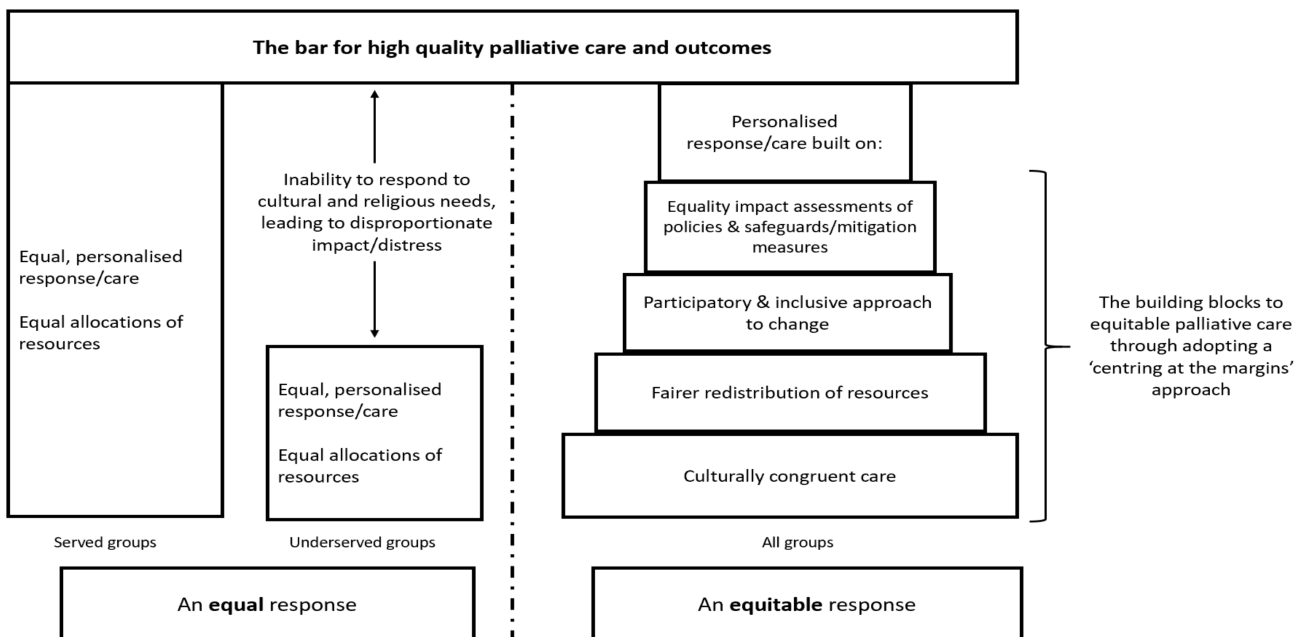 The bar for high quality palliative care and outcomes
Equal, personalised
response/care
Equal allocations of
resources
Served groups
Inability to respond to
cultural and religious needs,
leading to disproportionate
impact/distress
Equal, personalised
response/care
Equal allocations of
resources
Underserved groups
An equal response
Personalised
response/care built on:
Equality impact assessments of
policies & safeguards/mitigation
measures
Participatory & inclusive approach
to change
Fairer redistribution of resources
Culturally congruent care
All groups
An equitable response
The building blocks to
equitable palliative care
through adopting a
‘centring at the margins’
approach